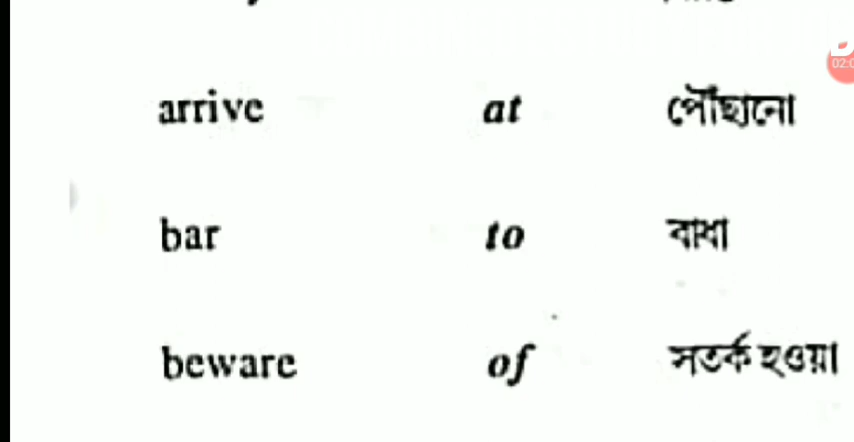 arrive at পৌঁছানো
bar to বাধা
beware of সতর্ক হওয়া